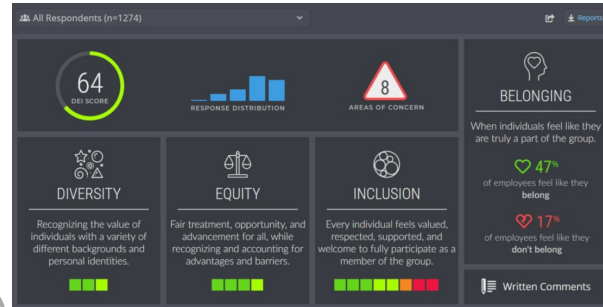 All Respondents (n=1274)
Reports
64
DEI SCORE
RESPONSE DISTRIBUTION
8
AREAS OF CONCERN
DIVERSITY
Recognizing the value of
individuals with a variety of
different backgrounds and
personal identities.
EQUITY
Fair treatment, opportunity, and
advancement for all, while
recognizing and accounting for
advantages and barriers.
INCLUSION
Every individual feels valued,
respected, supported, and
welcome to fully participate as a
member of the group.
BELONGING
When individuals feel like they
are truly a part of the group.
47%
of employees feel like they
belong
17%
of employees feel like they
don't belong
Written Comments